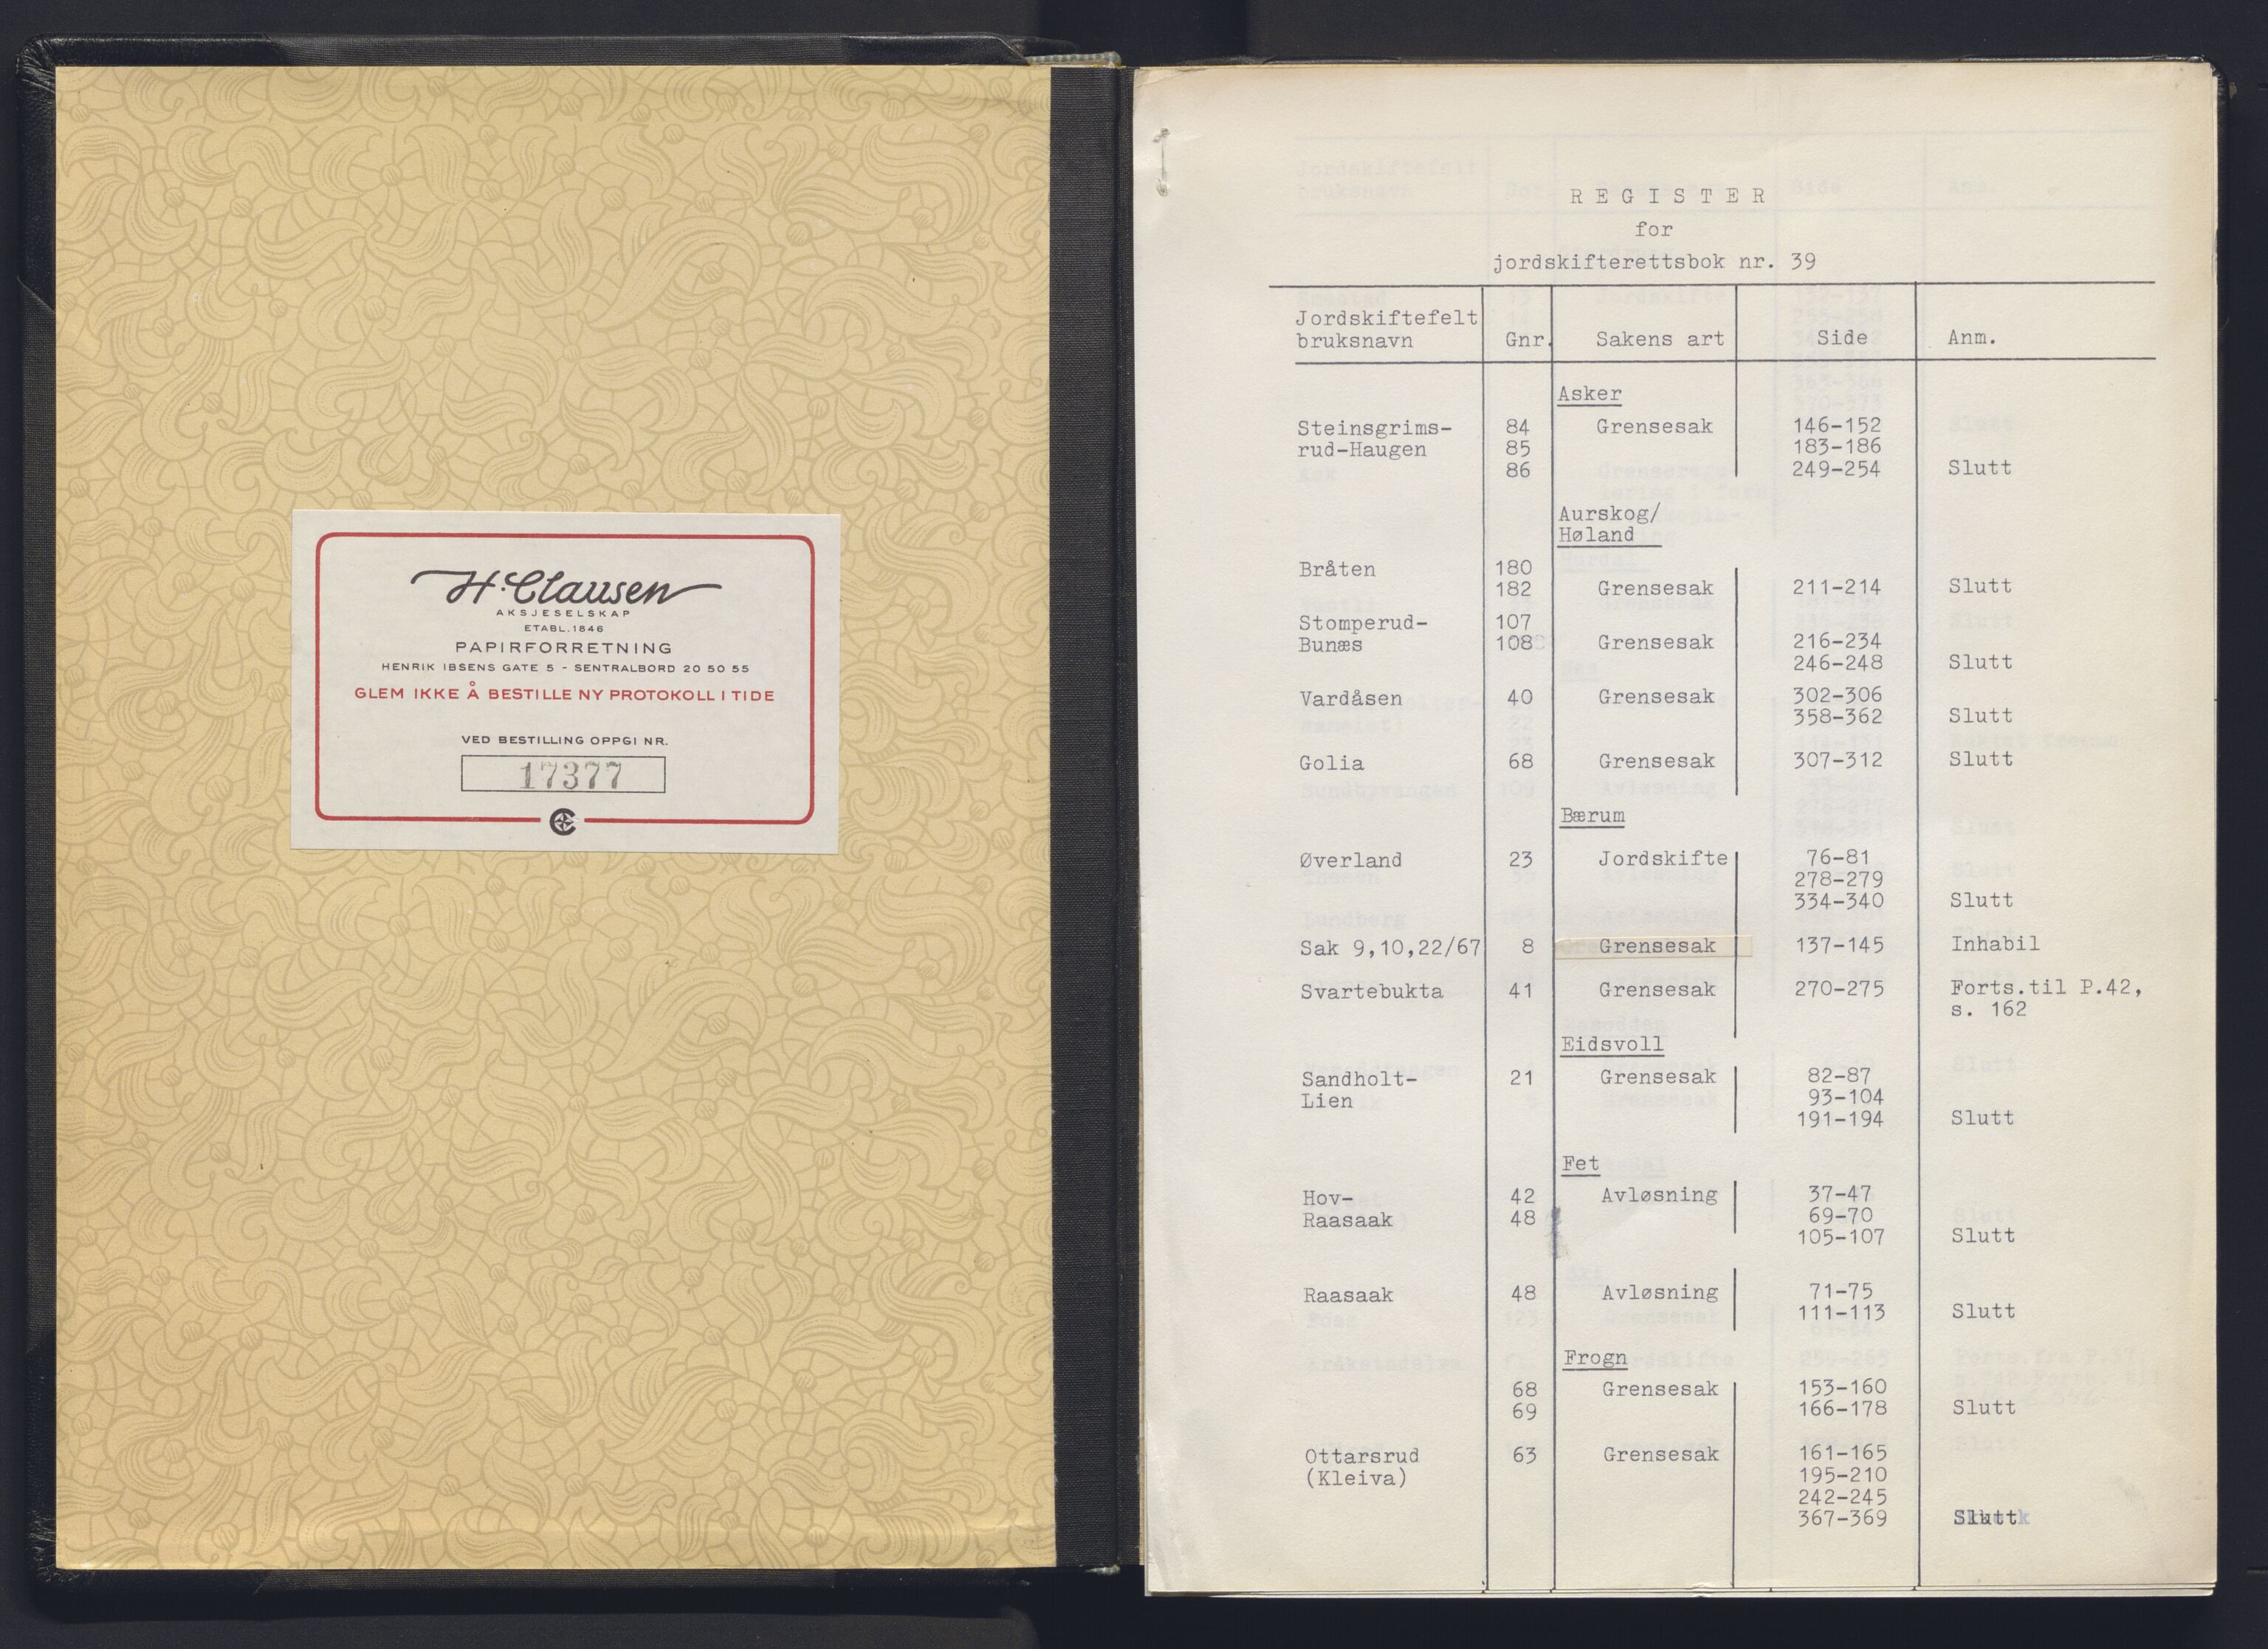 H. Clausen
AKSJESELSKAP
ETABL. 1846
PAPIRFORRETNING
HENRIK IBSENS GATE 5 - SENTRALBORD 20 50 55
GLEM IKKE Å BESTILLE NY PROTOKOLL I TIDE
VED BESTILLING OPPGI NR.
17377
REGISTER
for
jordskifterettsbok nr. 39
Jordskiftefelt
bruksnavn Gnr. Sakens art Side Anm.
Asker
Steinsgrims- 84 Grensesak 146-152
rud-Haugen 85 183-186
86 249-254 Slutt
Aurskog/
Høland
Bråten 180
182 Grensesak 211-214 Slutt
Stomperud- 107
Bunæs 108 Grensesak 216-234
246-248 Slutt
Vardåsen 40 Grensesak 302-306
358-362 Slutt
Golia 68 Grensesak 307-312 Slutt
Bærum
Øverland 23 Jordskifte 76-81
278-279
334-340 Slutt
Sak 9,10,22/67 8 Grensesak 137-145 Inhabil
Svartebukta 41 Grensesak 270-275 Forts.til P.42,
s. 162
Eidsvoll
Sandholt- 21 Grensesak 82-87
Lien 93-104
191-194 Slutt
Fet
Hov- 42 Avløsning 37-47
Raasaak 48 69-70
105-107 Slutt
Raasaak 48 Avløsning 71-75
111-113 Slutt
Frogn
68 Grensesak 153-160
69 166-178 Slutt
Ottarsrud 63 Grensesak 161-165
(Kleiva) 195-210
242-245
367-369 Slutt